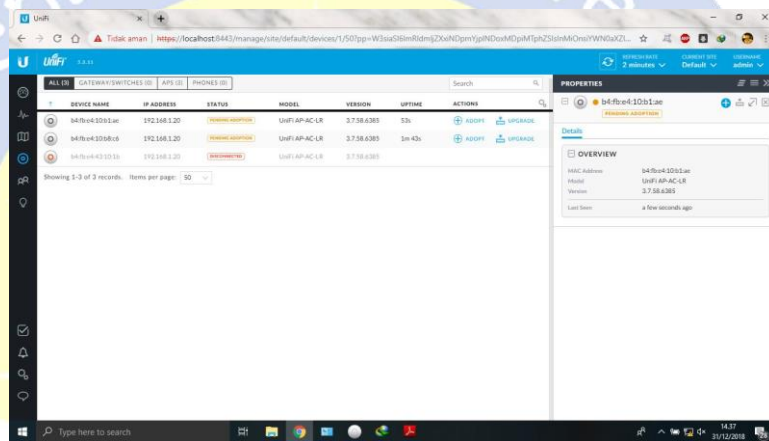 UniFi
Tidak aman | https://localhost:8443/manage/site/default/devices/1/50?pp=
U UniFi
REFRESH RATE
2 minutes
CURRENT SITE
Default
USERNAME
admin
ALL (3) GATEWAY/SWITCHES (0) APS (3) PHONES (0) Search
DEVICE NAME IP ADDRESS STATUS MODEL VERSION UPTIME ACTIONS
b4:fb:e4:10:b1:ae 192.168.1.20 PENDING ADOPTION UniFi AP-AC-LR 3.7.58.6385 53s ADOPT UPGRADE
b4:fb:e4:10:b8:c6 192.168.1.20 PENDING ADOPTION UniFi AP-AC-LR 3.7.58.6385 1m 43s ADOPT UPGRADE
192.168.1.20 DISCONNECTED UniFi AP-AC-LR 3.7.58.6385
Showing 1-3 of 3 records. Items per page: 50
PROPERTIES
b4:fb:e4:10:b1:ae
PENDING ADOPTION
Details
OVERVIEW
MAC Address b4:fb:e4:10:b1:ae
Model UniFi AP-AC-LR
Version 3.7.58.6385
Last Seen a few seconds ago
Type here to search
14.37
31/12/2018